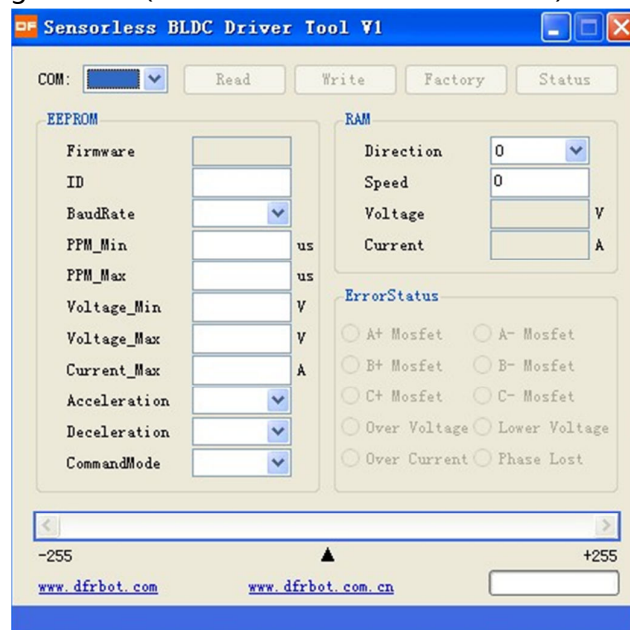 DF Sensorless BLDC Driver Tool V1
COM: Read Write Factory Status
EEPROM
Firmware
ID
BaudRate
PPM_Min us
PPM_Max us
Voltage_Min V
Voltage_Max V
Current_Max A
Acceleration
Deceleration
CommandMode
RAM
Direction 0
Speed 0
Voltage V
Current A
ErrorStatus
A+ Mosfet A- Mosfet
B+ Mosfet B- Mosfet
C+ Mosfet C- Mosfet
Over Voltage Lower Voltage
Over Current Phase Lost
-255 +255
www.dfrbot.com www.dfrbot.com.cn